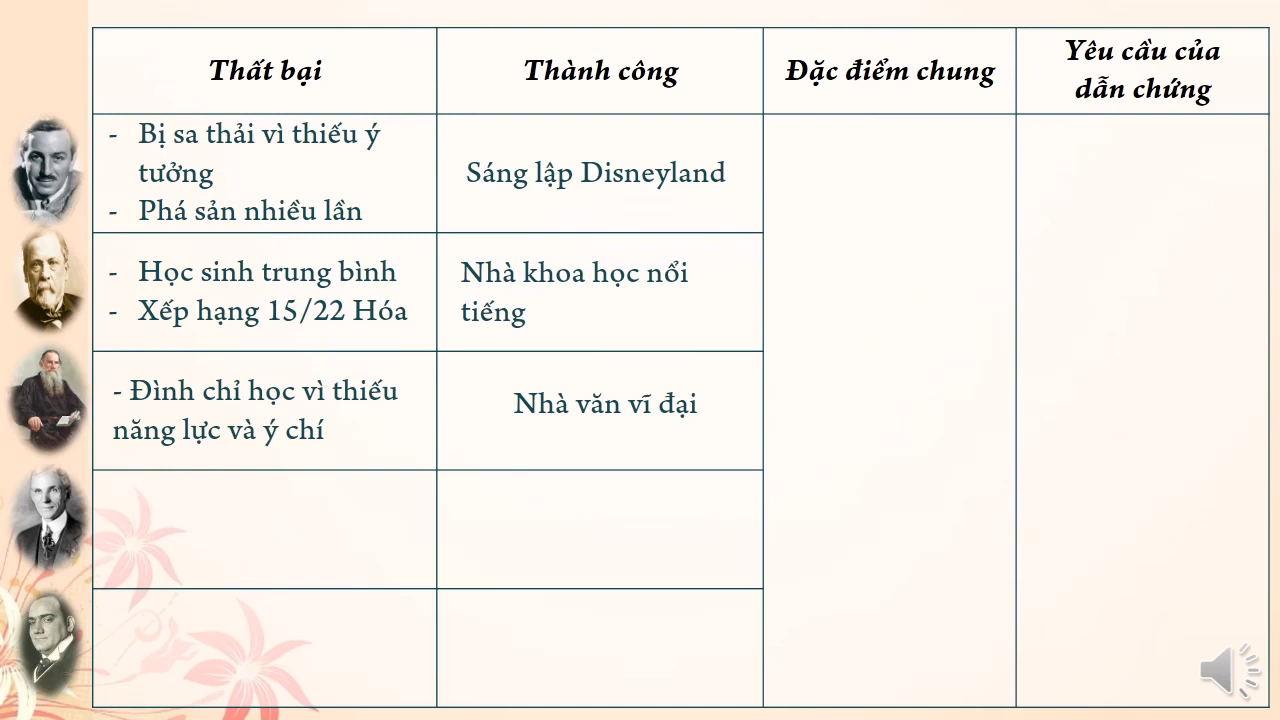 Thất bại
Thành công
Đặc điểm chung
Yêu cầu của
dẫn chứng
- Bị sa thải vì thiếu ý
tưởng
- Phá sản nhiều lần
Sáng lập Disneyland
- Học sinh trung bình
- Xếp hạng 15/22 Hóa
Nhà khoa học nổi
tiếng
- Đình chỉ học vì thiếu
năng lực và ý chí
Nhà văn vĩ đại